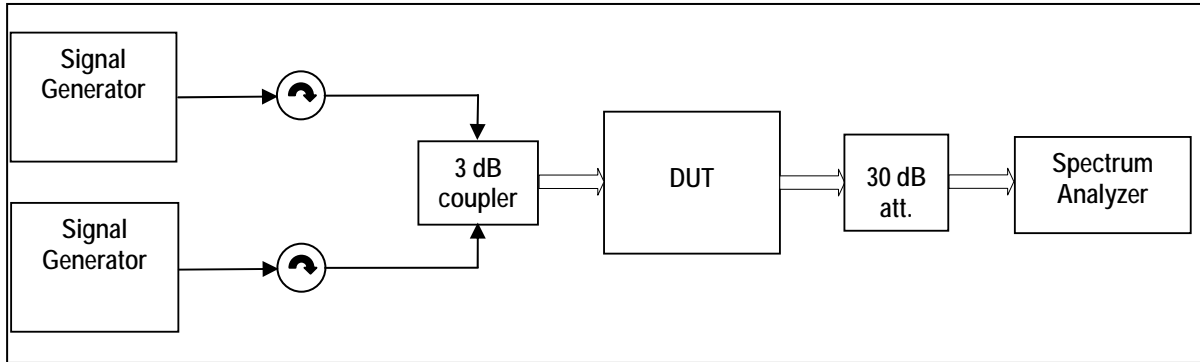 Signal
Generator
3 dB
coupler
DUT
30 dB
att.
Spectrum
Analyzer
Signal
Generator